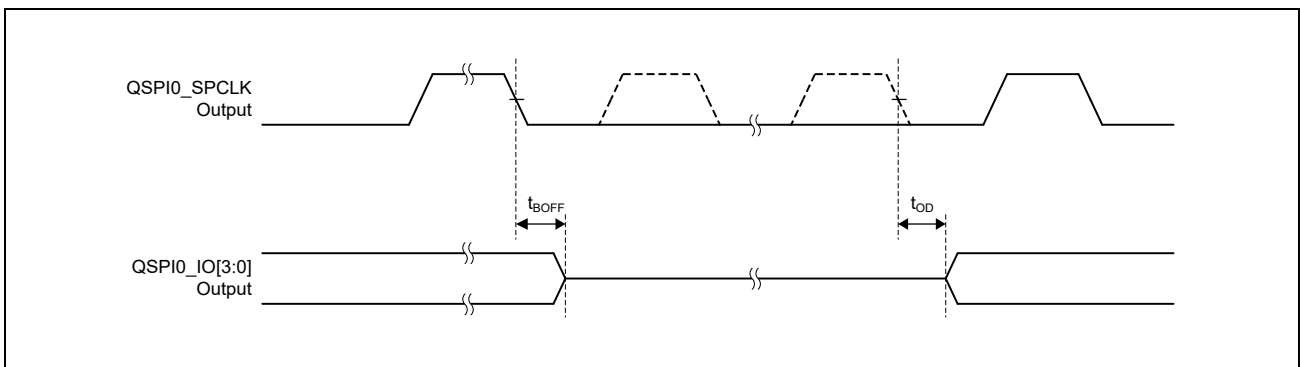 QSPI0_SPCLK
Output
tBOFF
tOD
QSPI0_IO[3:0]
Output